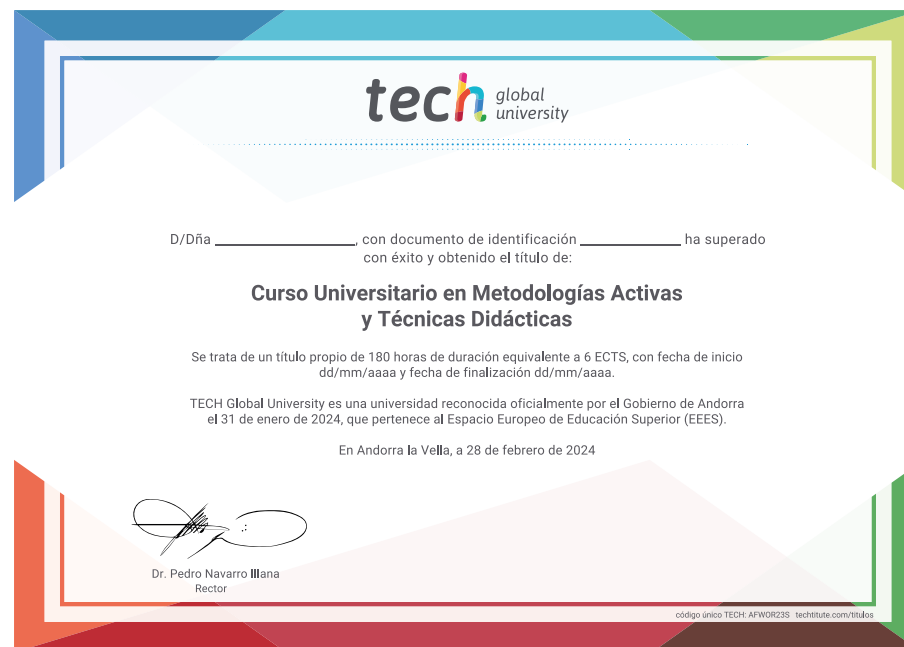 tech global university
D/Dña ____________________, con documento de identificación _______________ ha superado
con éxito y obtenido el título de:
Curso Universitario en Metodologías Activas
y Técnicas Didácticas
Se trata de un título propio de 180 horas de duración equivalente a 6 ECTS, con fecha de inicio
dd/mm/aaaa y fecha de finalización dd/mm/aaaa.
TECH Global University es una universidad reconocida oficialmente por el Gobierno de Andorra
el 31 de enero de 2024, que pertenece al Espacio Europeo de Educación Superior (EEES).
En Andorra la Vella, a 28 de febrero de 2024
Dr. Pedro Navarro Illana
Rector
código único TECH: AFWOR23S techtitute.com/titulos